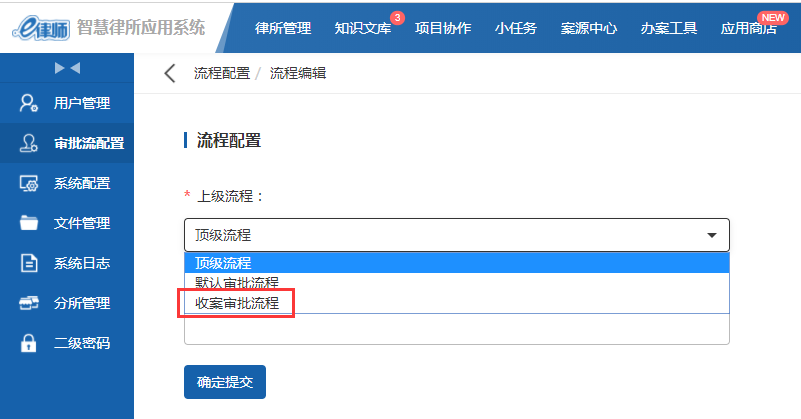 e律师 智慧律所应用系统
律所管理 知识文库 3 项目协作 小任务 案源中心 办案工具 应用商店 NEW
流程配置 / 流程编辑
用户管理
审批流配置
系统配置
文件管理
系统日志
分所管理
二级密码
流程配置
* 上级流程：
顶级流程
顶级流程
默认审批流程
收案审批流程
确定提交